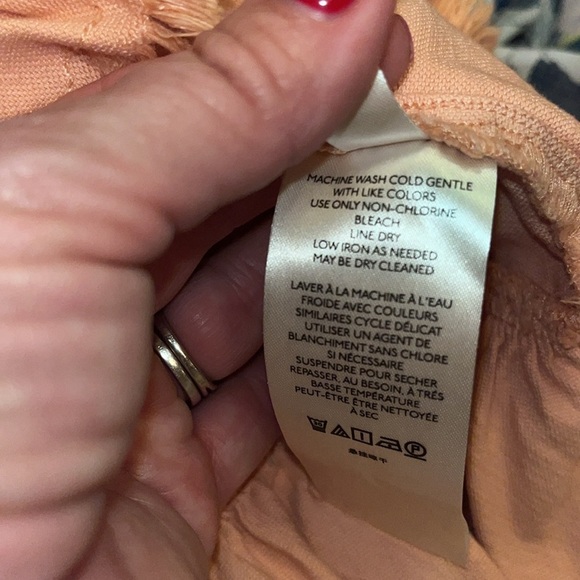 MACHINE WASH COLD GENTLE
WITH LIKE COLORS
USE ONLY NON-CHLORINE
BLEACH
LINE DRY
LOW IRON AS NEEDED
MAY BE DRY CLEANED
LAVER À LA MACHINE À L'EAU
FROIDE AVEC COULEURS
SIMILAIRES CYCLE DÉLICAT
UTILISER UN AGENT DE
BLANCHIMENT SANS CHLORE
SI NÉCESSAIRE
SUSPENDRE POUR SÉCHER
REPASSER, AU BESOIN, À TRÈS
BASSE TEMPÉRATURE
PEUT-ÊTRE ÊTRE NETTOYÉE
À SEC
P